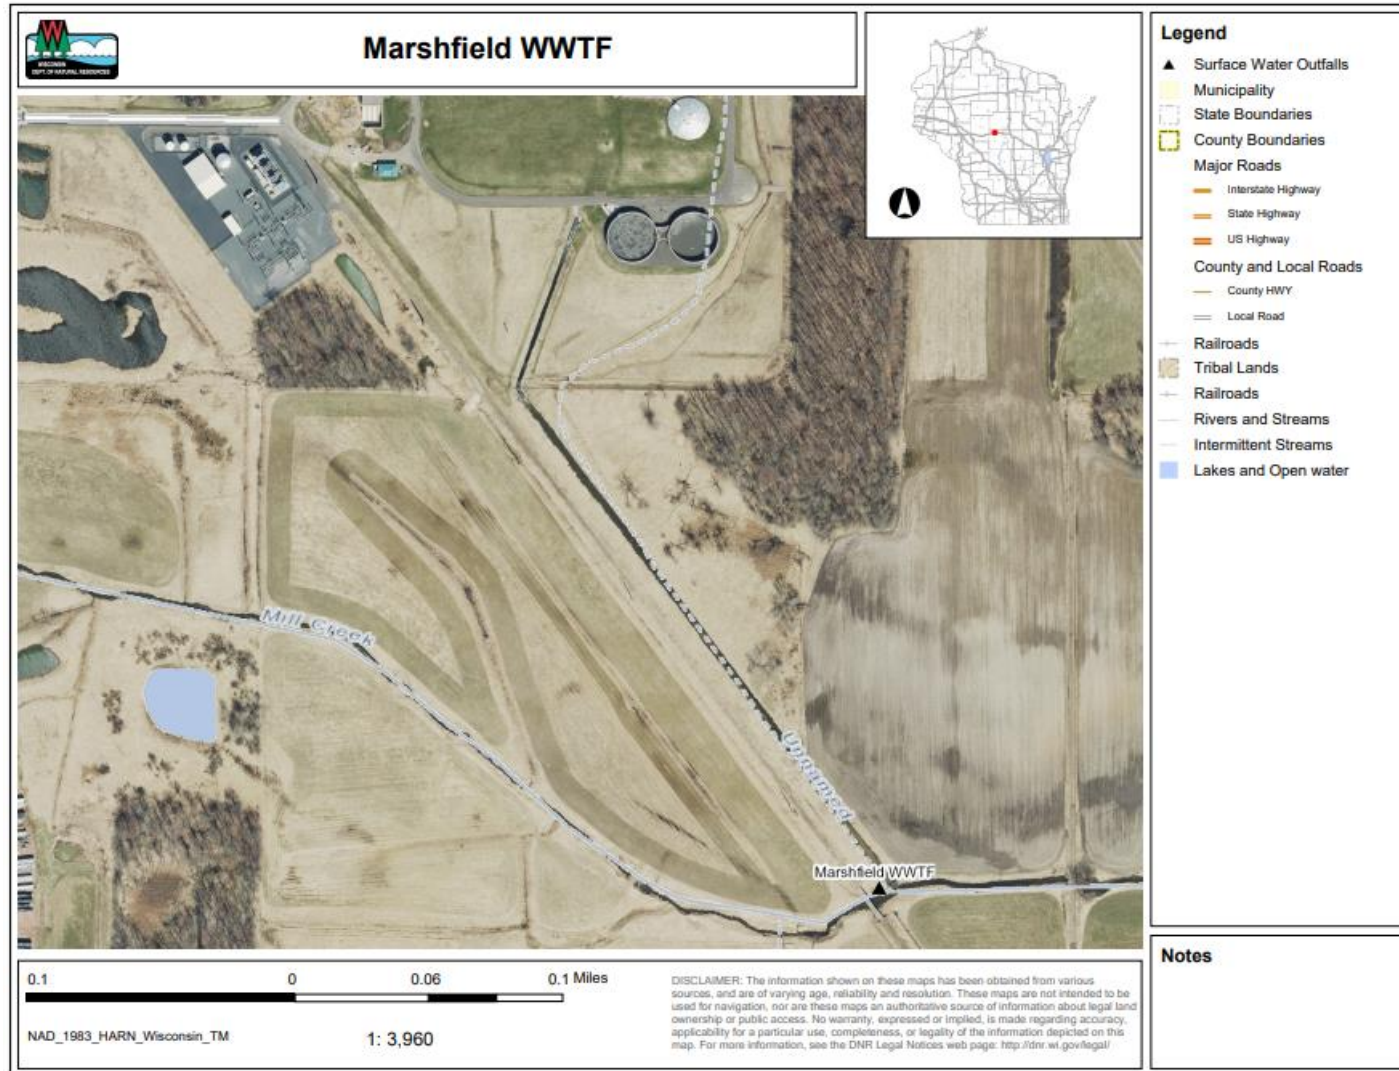 WISCONSIN
DEPT. OF NATURAL RESOURCES
Marshfield WWTF
Legend
Surface Water Outfalls
Municipality
State Boundaries
County Boundaries
Major Roads
Interstate Highway
State Highway
US Highway
County and Local Roads
County HWY
Local Road
Railroads
Tribal Lands
Railroads
Rivers and Streams
Intermittent Streams
Lakes and Open water
Mill Creek
Unnamed
Marshfield WWTF
Notes
0.1 0 0.06 0.1 Miles
NAD_1983_HARN_Wisconsin_TM
1: 3,960
DISCLAIMER: The information shown on these maps has been obtained from various
sources, and are of varying age, reliability and resolution. These maps are not intended to be
used for navigation, nor are these maps an authoritative source of information about legal land
ownership or public access. No warranty, expressed or implied, is made regarding accuracy,
applicability for a particular use, completeness, or legality of the information depicted on this
map. For more information, see the DNR Legal Notices web page: http://dnr.wi.gov/legal/